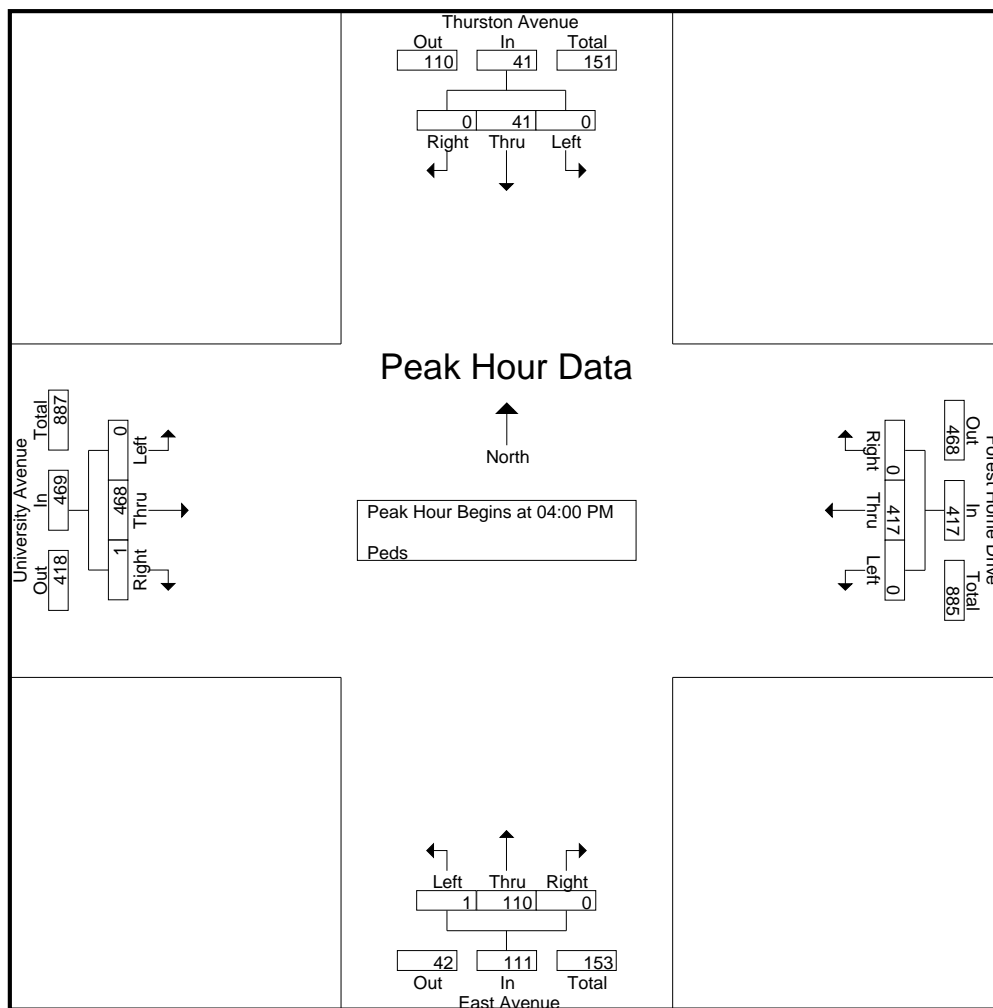 Thurston Avenue
Out In Total
110 41 151
0 41 0
Right Thru Left
Peak Hour Data
North
Peak Hour Begins at 04:00 PM
Peds
University Avenue
Total In Out
887 469 418
0 468 1
Left Thru Right
Forest Home Drive
Out In Total
468 417 885
0 417 0
Right Thru Left
Left Thru Right
1 110 0
42 111 153
Out In Total
East Avenue